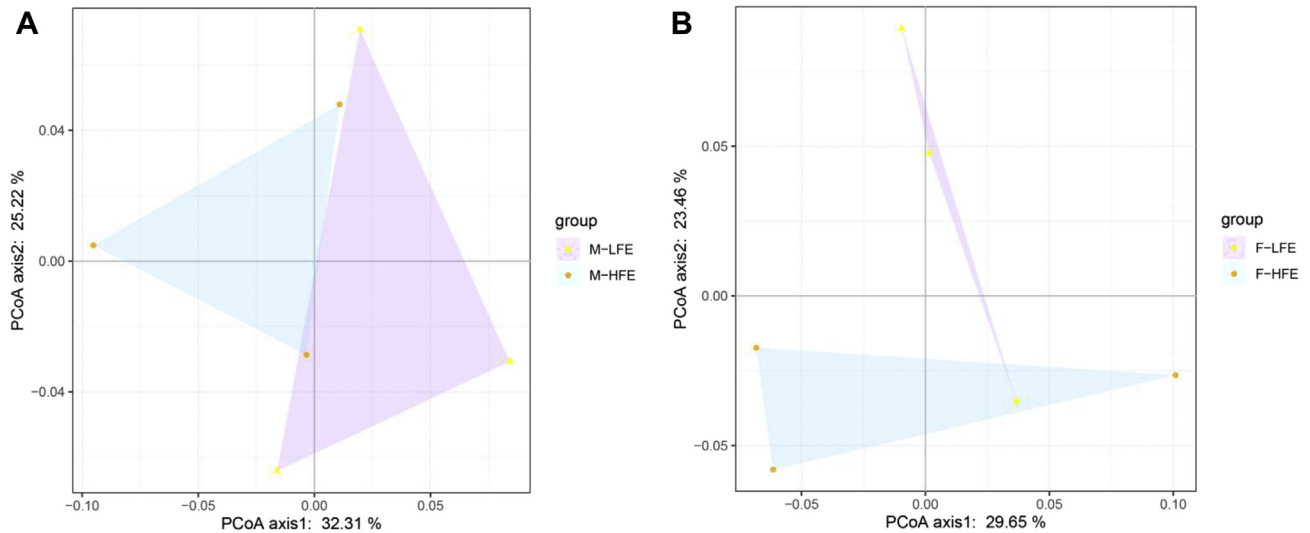 A
PCoA axis2: 25.22 %
0.04
0.00
−0.04
−0.10
−0.05
0.00
0.05
PCoA axis1: 32.31 %
group
M−LFE
M−HFE
B
PCoA axis2: 23.46 %
0.05
0.00
−0.05
−0.05
0.00
0.05
0.10
PCoA axis1: 29.65 %
group
F−LFE
F−HFE